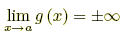 lim g (x) = ±∞
x→a